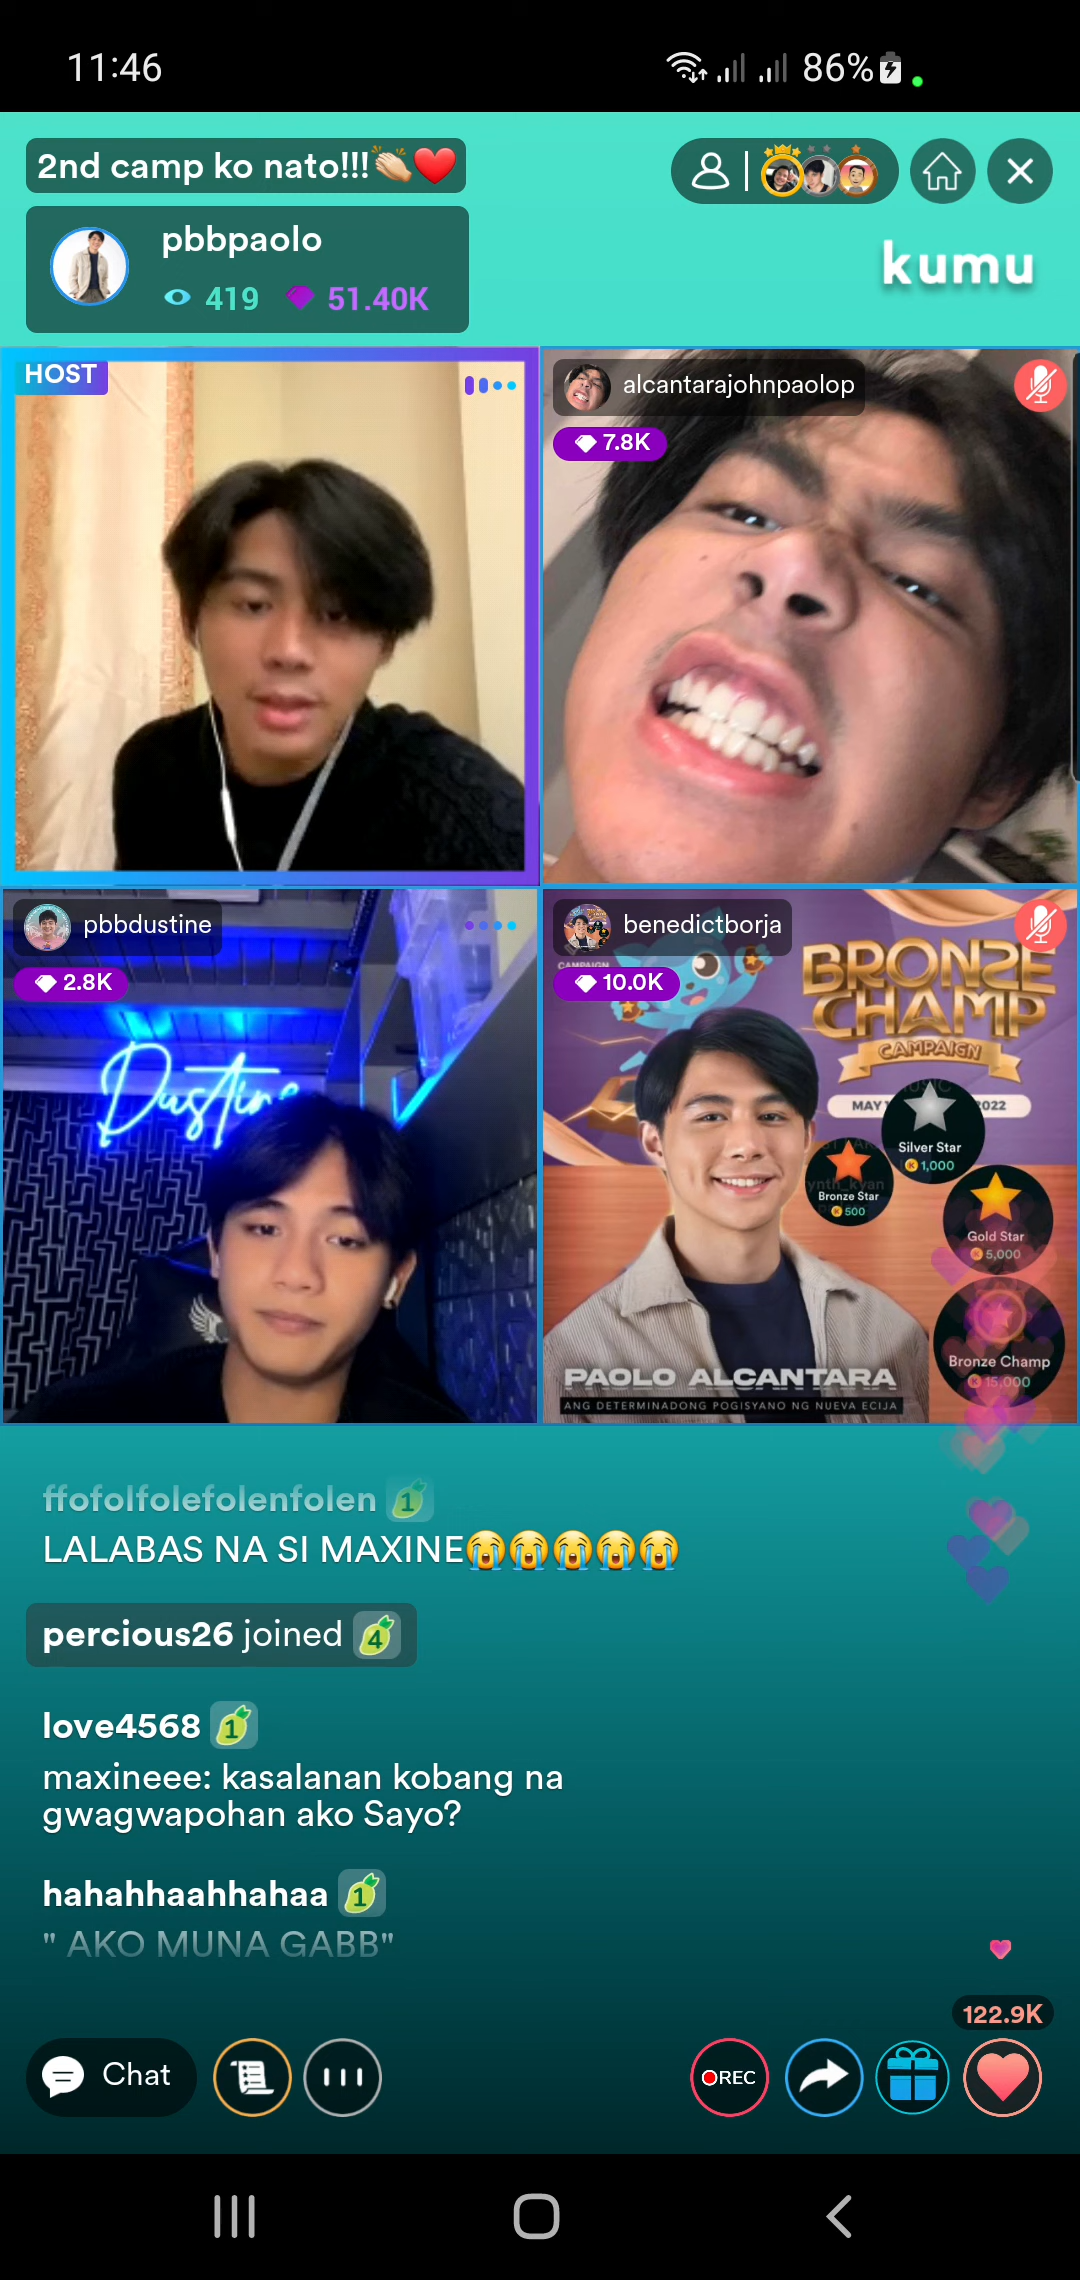 11:46
86%
2nd camp ko nato!!!👏❤️
pbbpaolo
419 51.40K
kumu
HOST
alcantarajohnpaolop
7.8K
pbbdustine
2.8K
Dustine
benedictborja
10.0K
CAMPAIGN
BRONZE
CHAMP
CAMPAIGN
MAY
2022
Silver Star
1,000
Bronze Star
500
Gold Star
5,000
Bronze Champ
15,000
PAOLO ALCANTARA
ANG DETERMINADONG POGISYANO NG NUEVA ECIJA
ffofolfolefolenfolen 1
LALABAS NA SI MAXINE😭😭😭😭😭
percious26 joined 4
love4568 1
maxineee: kasalanan kobang na
gwagwapohan ako Sayo?
hahahhaahhahaa 1
" AKO MUNA GABB"
122.9K
Chat
REC